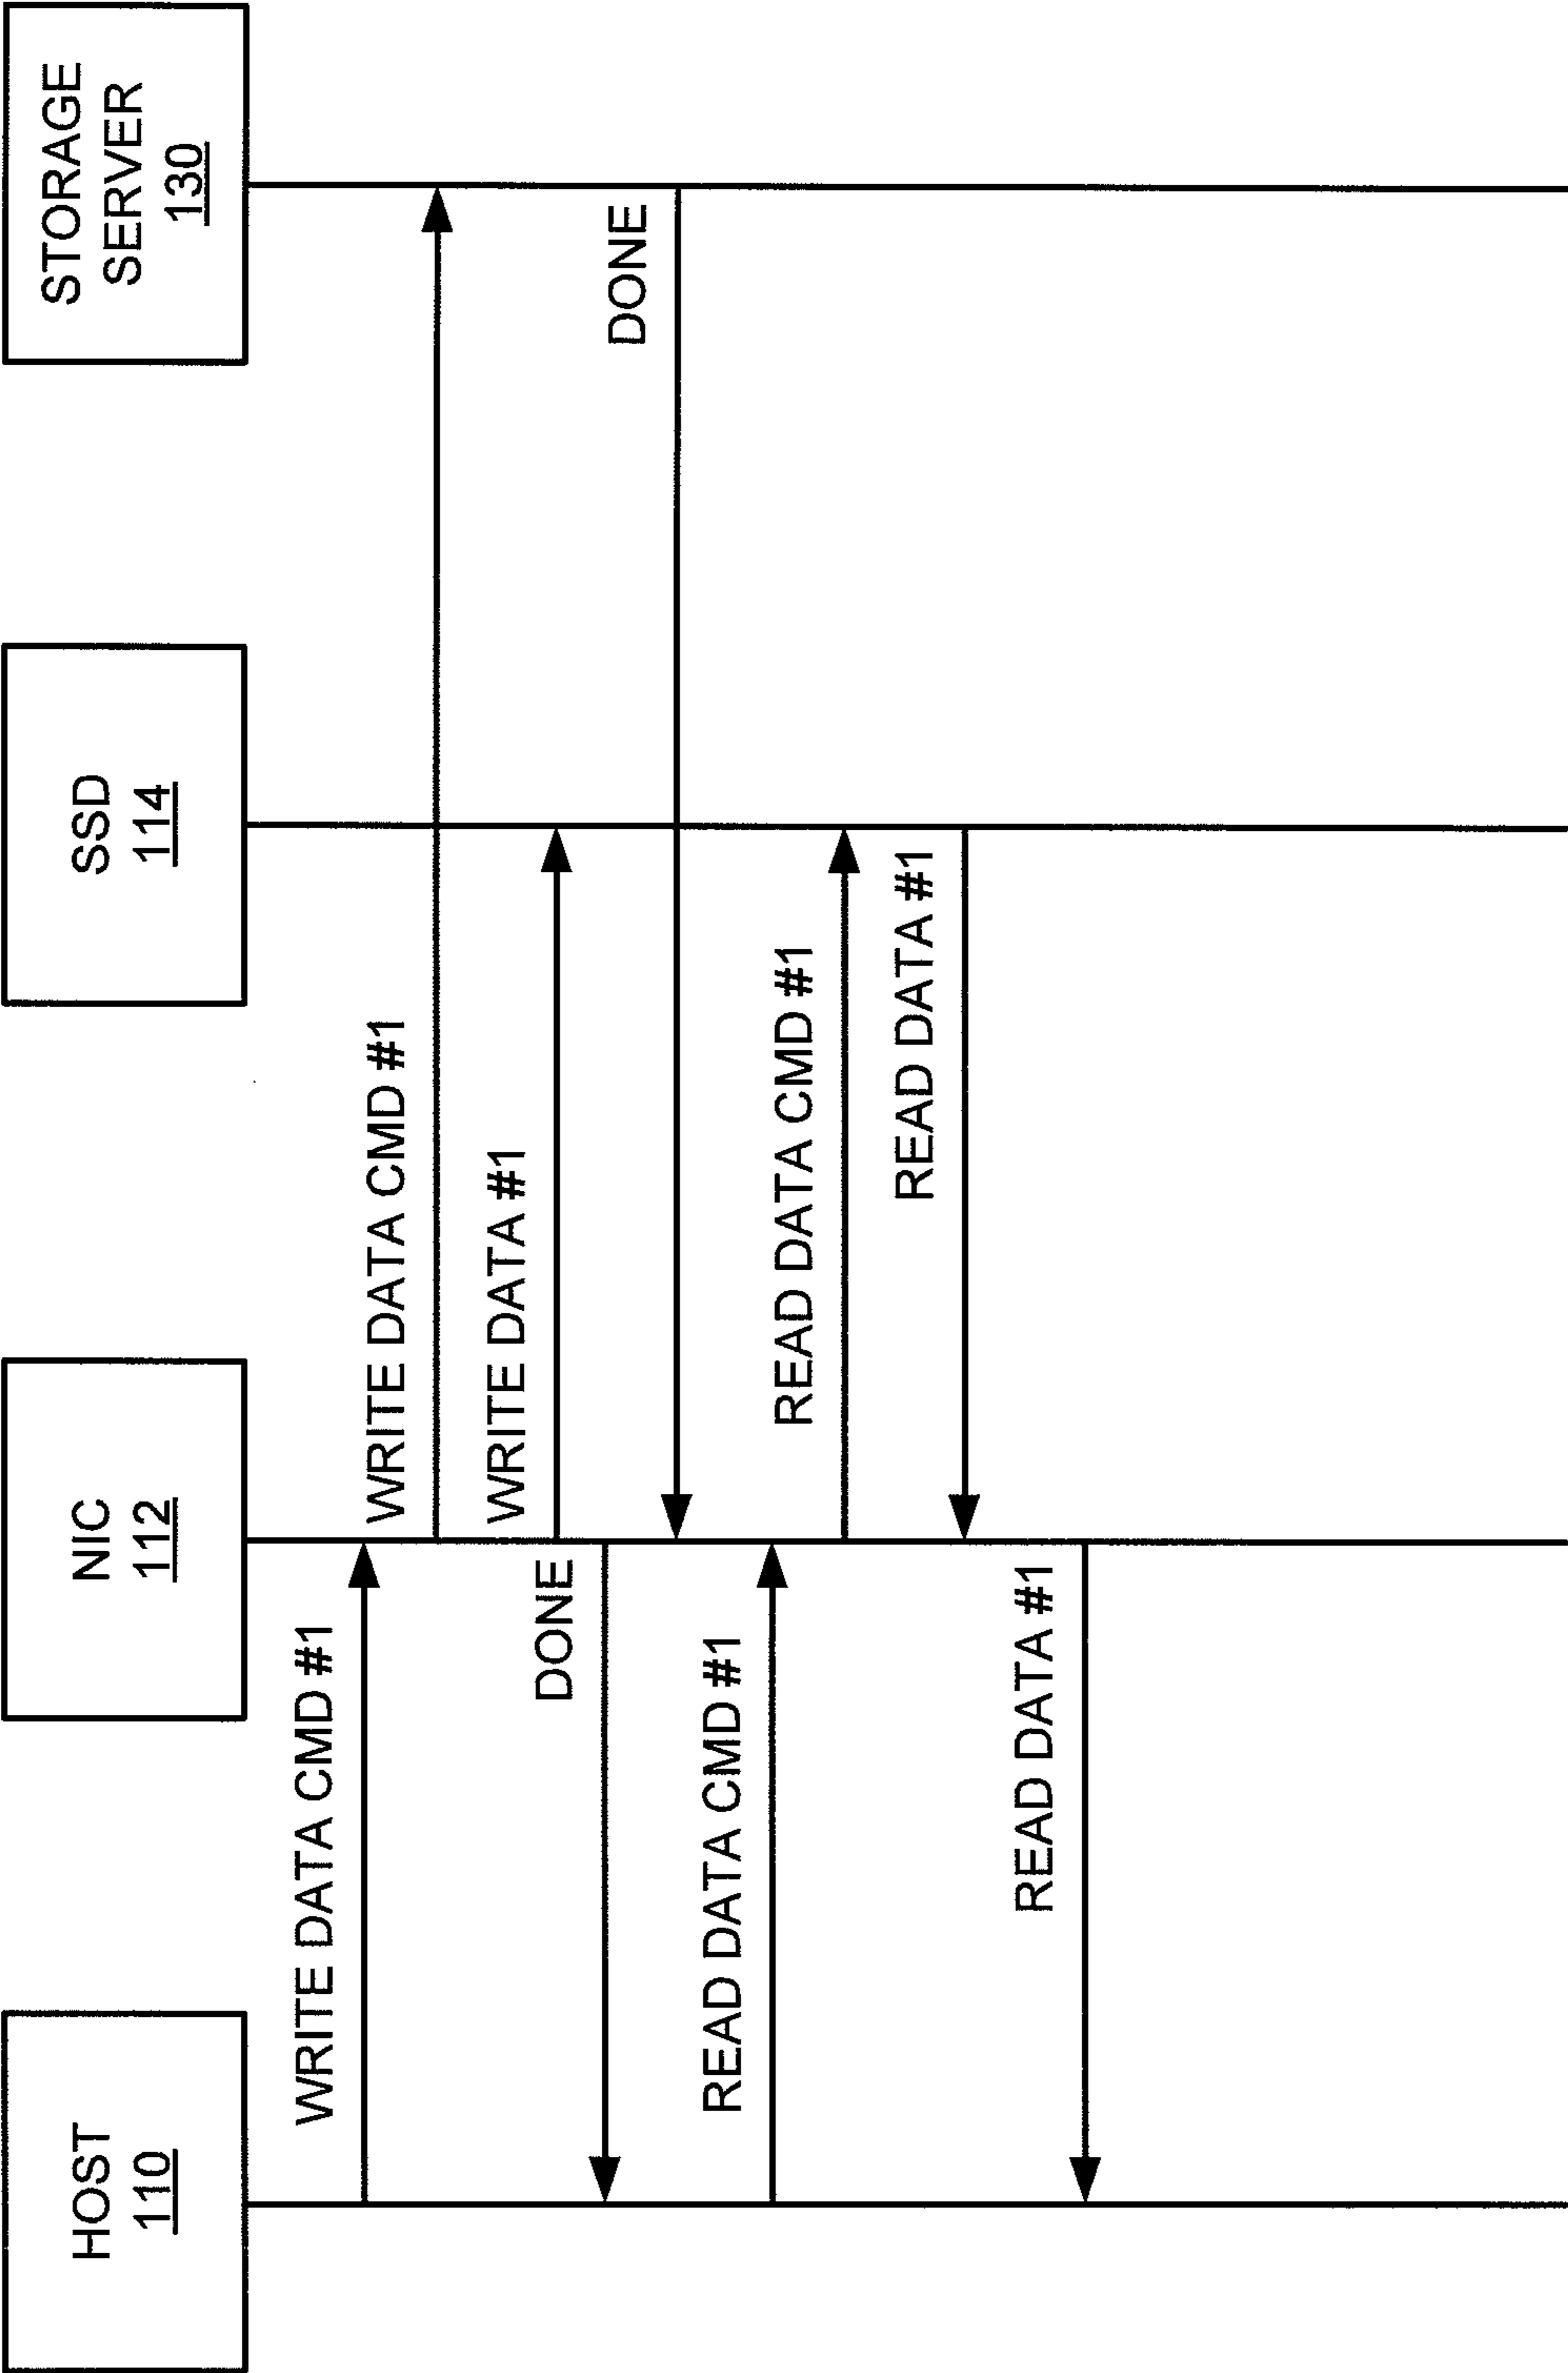 HOST
110
NIC
112
SSD
114
STORAGE
SERVER
130
WRITE DATA CMD #1
WRITE DATA CMD #1
WRITE DATA #1
DONE
DONE
READ DATA CMD #1
READ DATA CMD #1
READ DATA #1
READ DATA #1